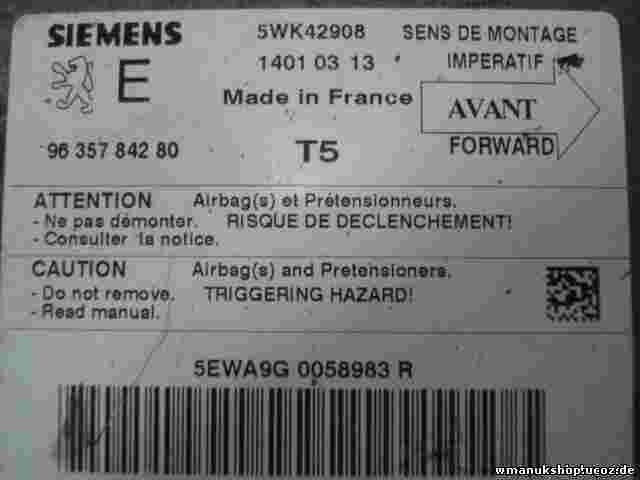 SIEMENS 5WK42908 SENS DE MONTAGE
E 1401 03 13 IMPERATIF
Made in France AVANT
96 357 842 80 T5 FORWARD
ATTENTION Airbag(s) et Prétensionneurs.
- Ne pas démonter. RISQUE DE DECLENCHEMENT!
- Consulter la notice.
CAUTION Airbag(s) and Pretensioners.
- Do not remove. TRIGGERING HAZARD!
- Read manual.
5EWA9G 0058983 R
wmanukshop.ucoz.de